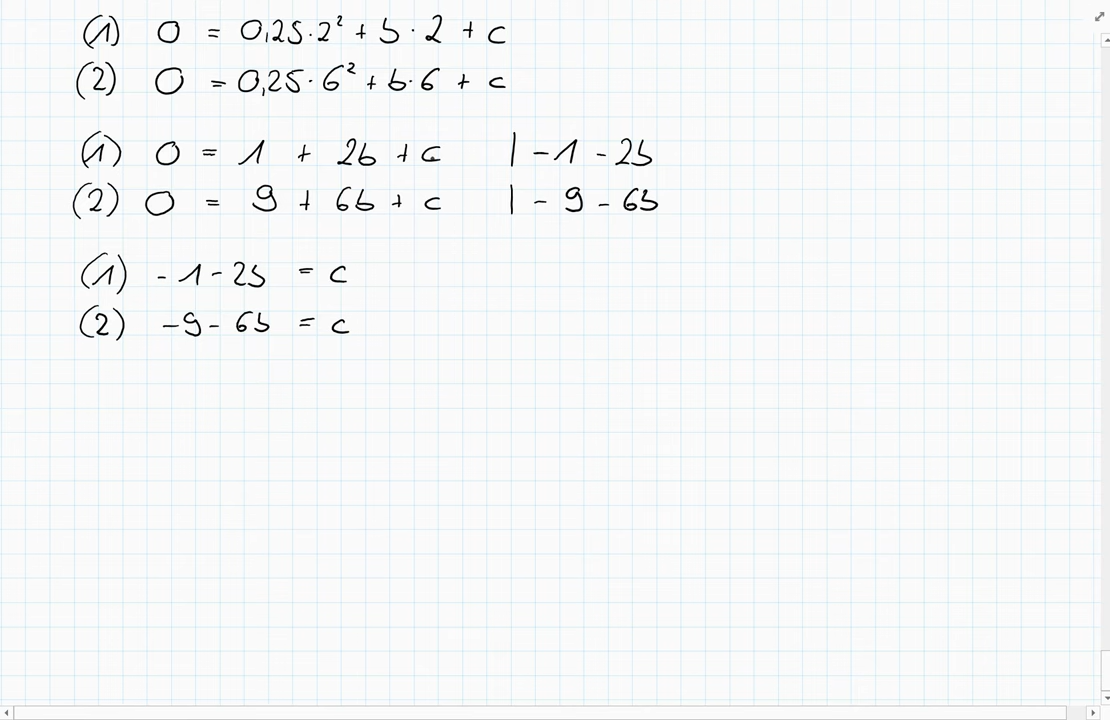 (1) 0 = 0,25·2² + b·2 + c
(2) 0 = 0,25·6² + b·6 + c
(1) 0 = 1 + 2b + c | -1 - 2b
(2) 0 = 9 + 6b + c | - 9 - 6b
(1) -1 - 2b = c
(2) -9 - 6b = c